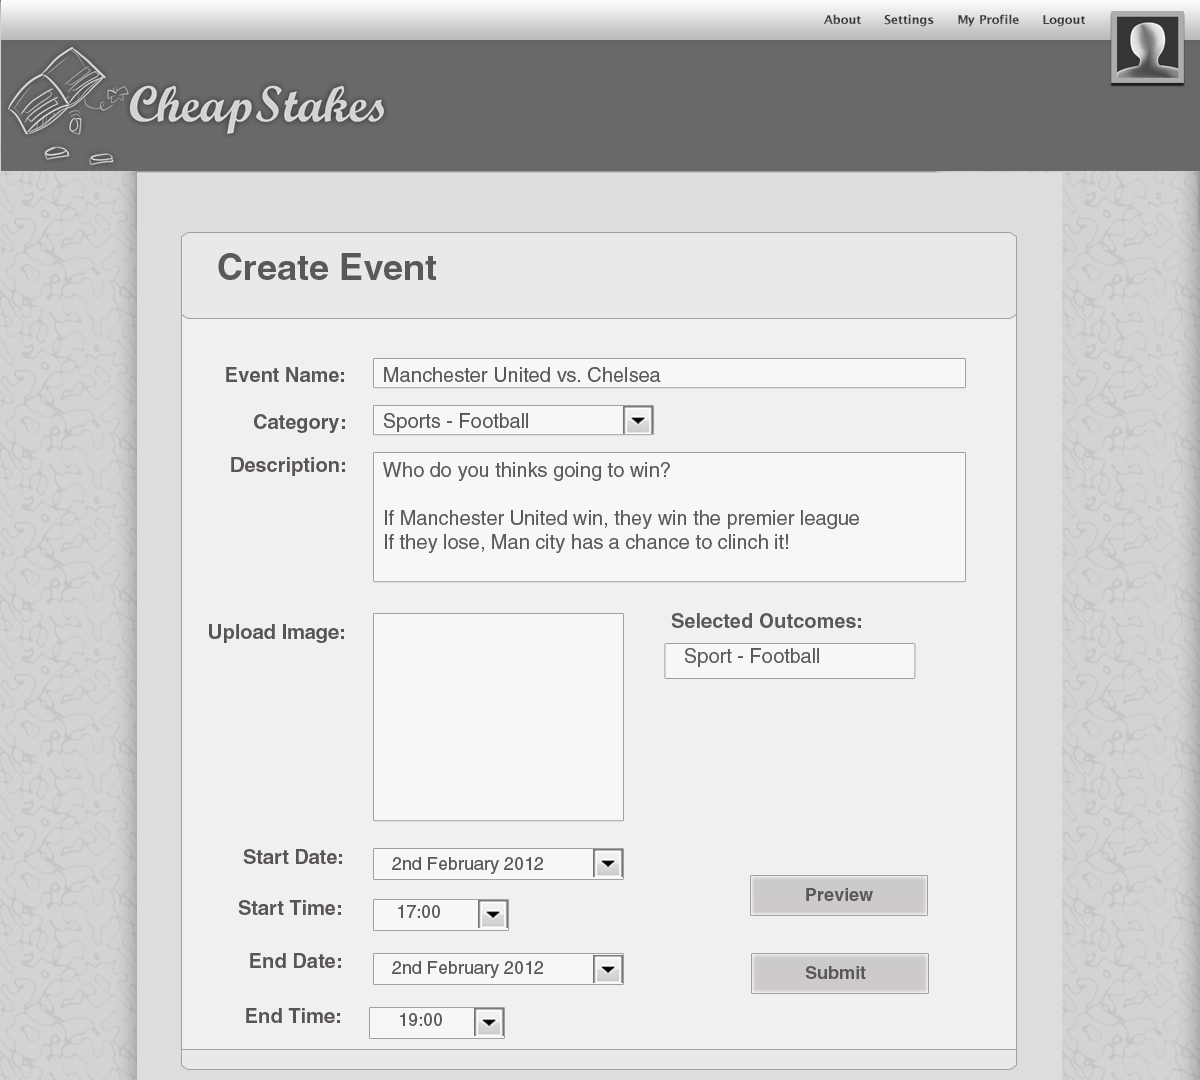 About Settings My Profile Logout
CheapStakes
Create Event
Event Name: Manchester United vs. Chelsea
Category: Sports - Football
Description: Who do you thinks going to win?
If Manchester United win, they win the premier league
If they lose, Man city has a chance to clinch it!
Upload Image:
Selected Outcomes:
Sport - Football
Start Date: 2nd February 2012
Start Time: 17:00
Preview
End Date: 2nd February 2012
Submit
End Time: 19:00